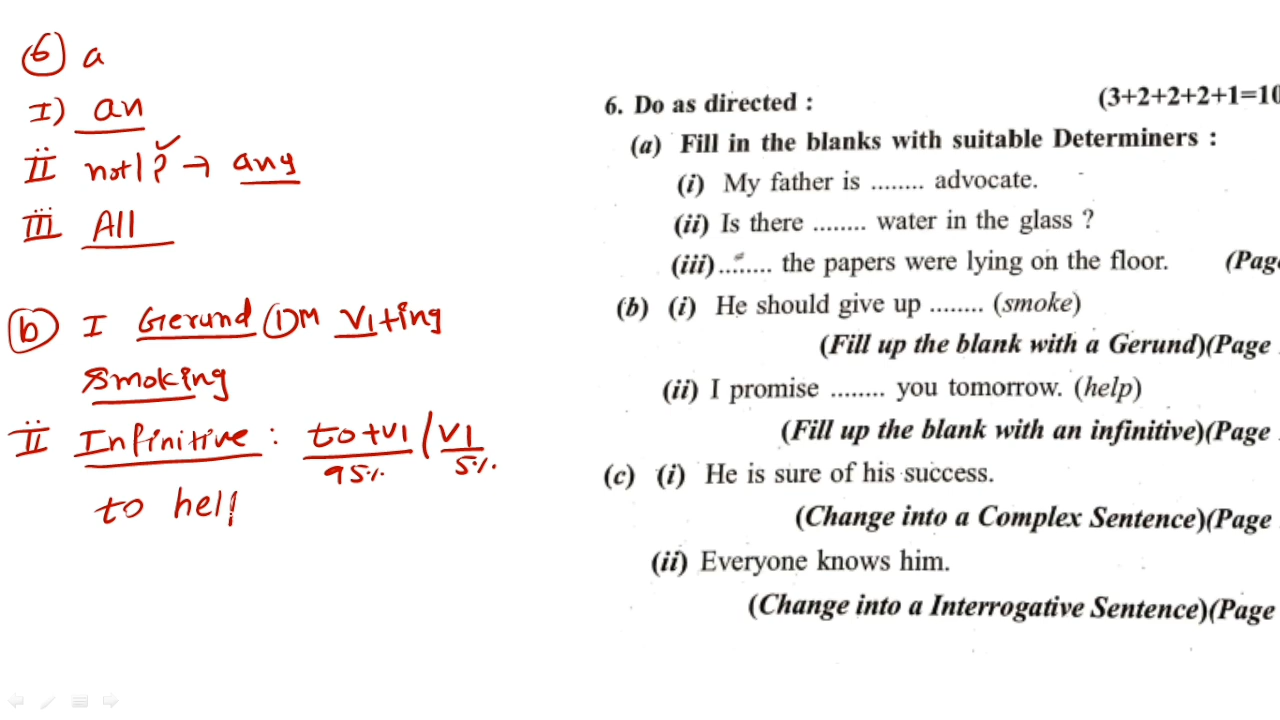 6 a
I) an
II not/? → any
III All
b I Gerund DM V1+ing
smoking
II Infinitive : to+V1 / V1
95% 5%
to help
6. Do as directed : (3+2+2+2+1=10
(a) Fill in the blanks with suitable Determiners :
(i) My father is ........ advocate.
(ii) Is there ........ water in the glass ?
(iii) ........ the papers were lying on the floor. (Page
(b) (i) He should give up ........ (smoke)
(Fill up the blank with a Gerund)(Page
(ii) I promise ........ you tomorrow. (help)
(Fill up the blank with an infinitive)(Page
(c) (i) He is sure of his success.
(Change into a Complex Sentence)(Page
(ii) Everyone knows him.
(Change into a Interrogative Sentence)(Page